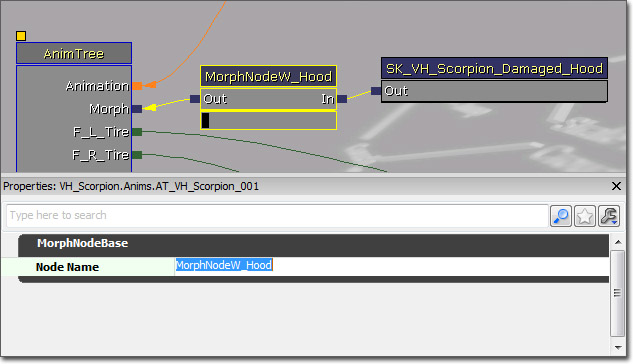 AnimTree
Animation
Morph
F_L_Tire
F_R_Tire
MorphNodeW_Hood
Out In
SK_VH_Scorpion_Damaged_Hood
Out
Properties: VH_Scorpion.Anims.AT_VH_Scorpion_001
Type here to search
MorphNodeBase
Node Name MorphNodeW_Hood